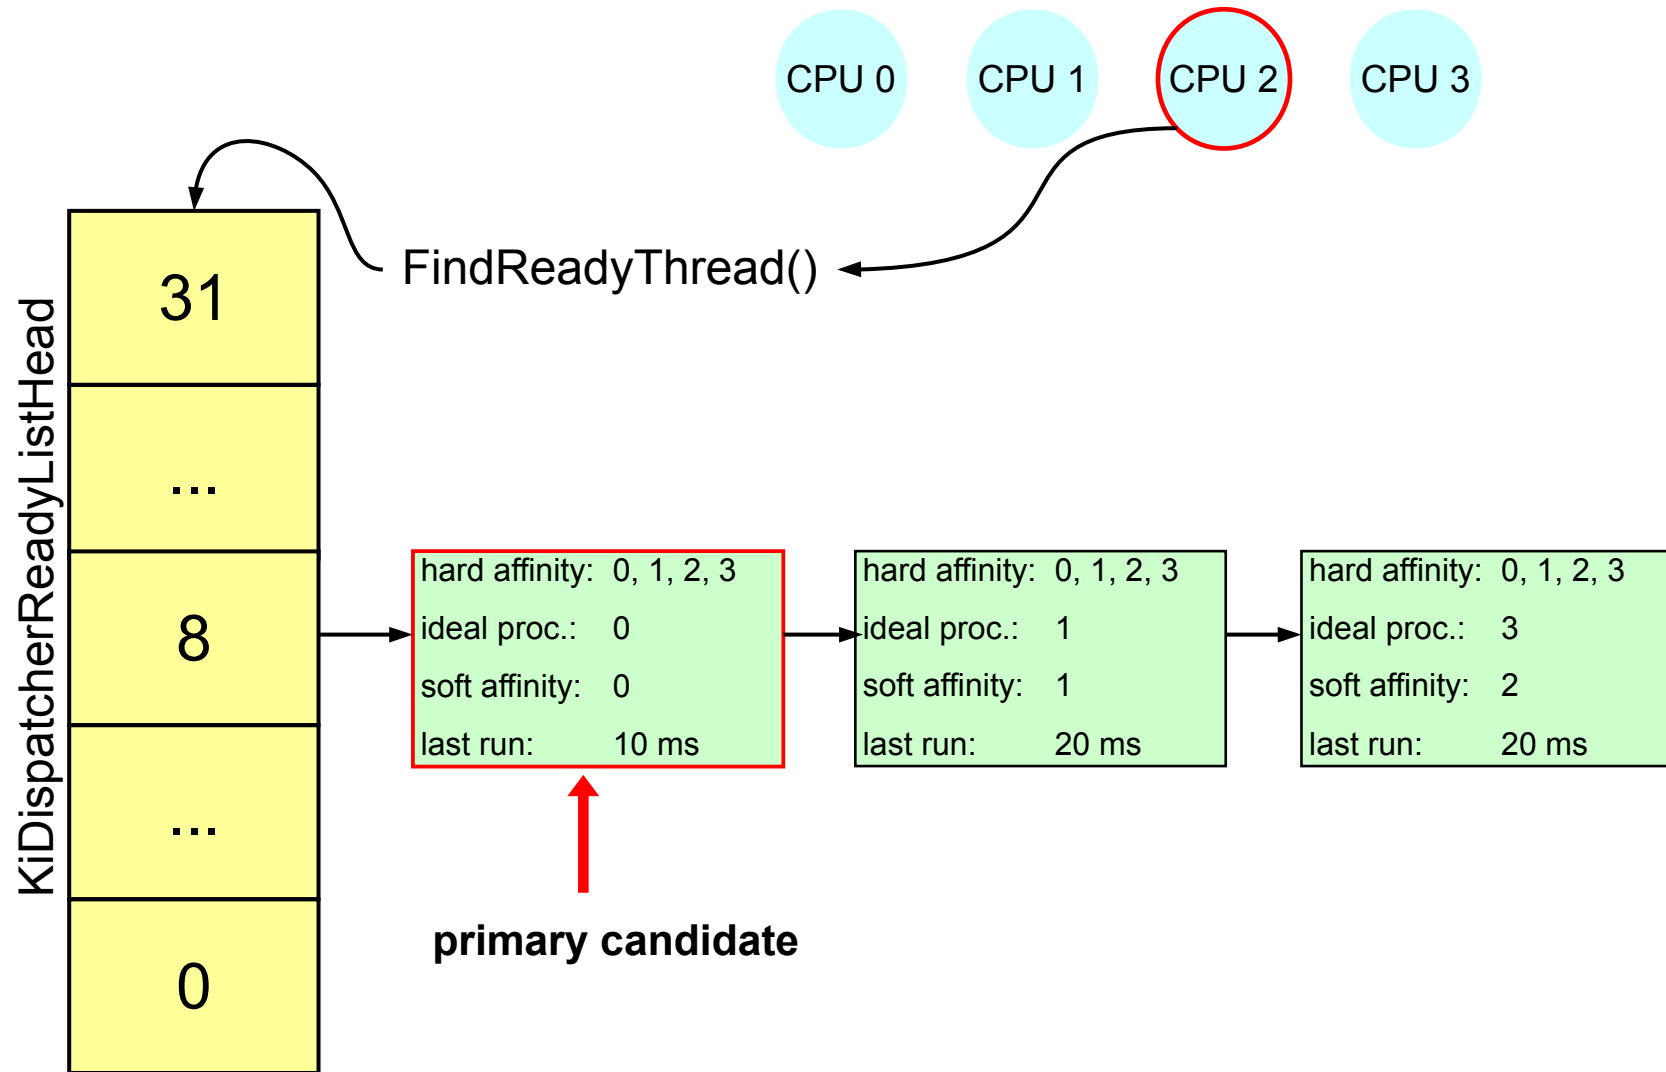 CPU 0
CPU 1
CPU 2
CPU 3
FindReadyThread()
KiDispatcherReadyListHead
31
...
8
...
0
hard affinity: 0, 1, 2, 3
ideal proc.: 0
soft affinity: 0
last run: 10 ms
hard affinity: 0, 1, 2, 3
ideal proc.: 1
soft affinity: 1
last run: 20 ms
hard affinity: 0, 1, 2, 3
ideal proc.: 3
soft affinity: 2
last run: 20 ms
primary candidate